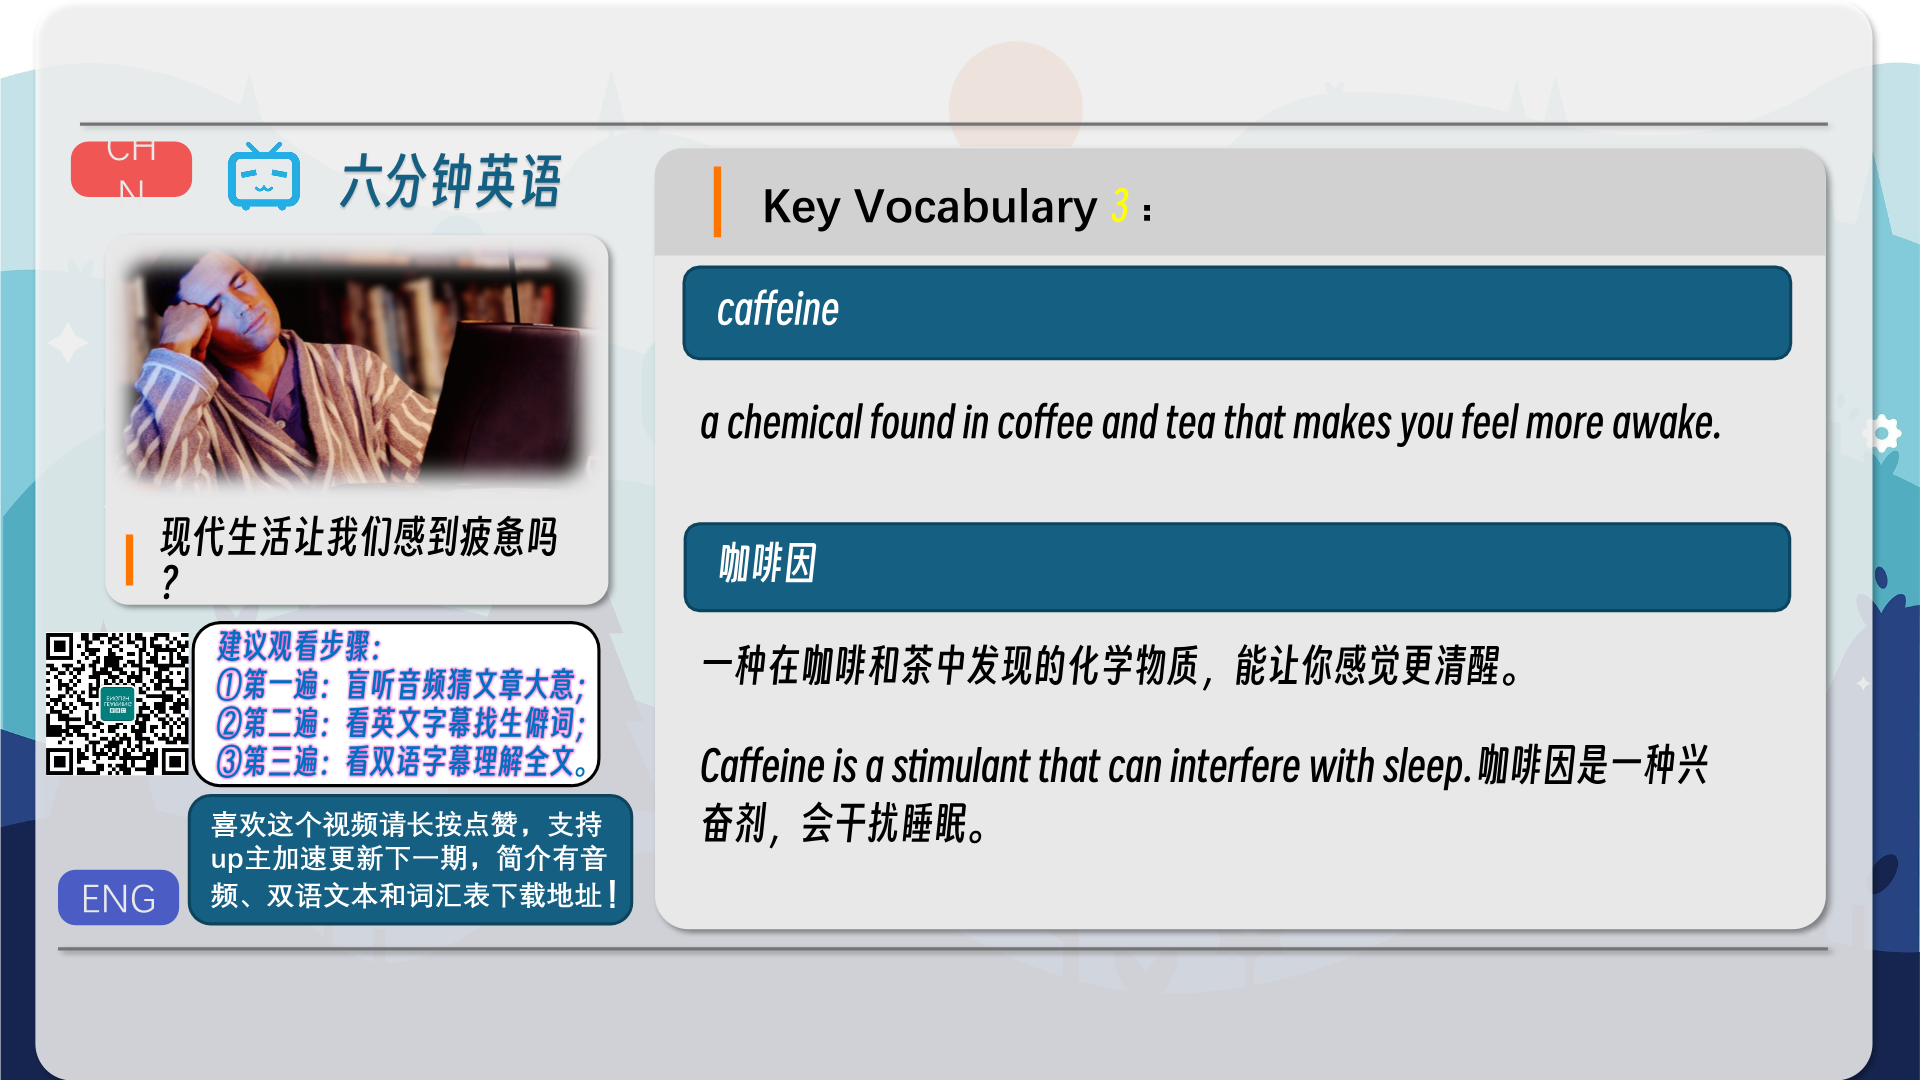 CH
N
六分钟英语
现代生活让我们感到疲惫吗
?
建议观看步骤：
①第一遍：盲听音频猜文章大意；
②第二遍：看英文字幕找生僻词；
③第三遍：看双语字幕理解全文。
喜欢这个视频请长按点赞，支持
up主加速更新下一期，简介有音
频、双语文本和词汇表下载地址！
ENG
Key Vocabulary 3：
caffeine
a chemical found in coffee and tea that makes you feel more awake.
咖啡因
一种在咖啡和茶中发现的化学物质，能让你感觉更清醒。
Caffeine is a stimulant that can interfere with sleep. 咖啡因是一种兴
奋剂，会干扰睡眠。